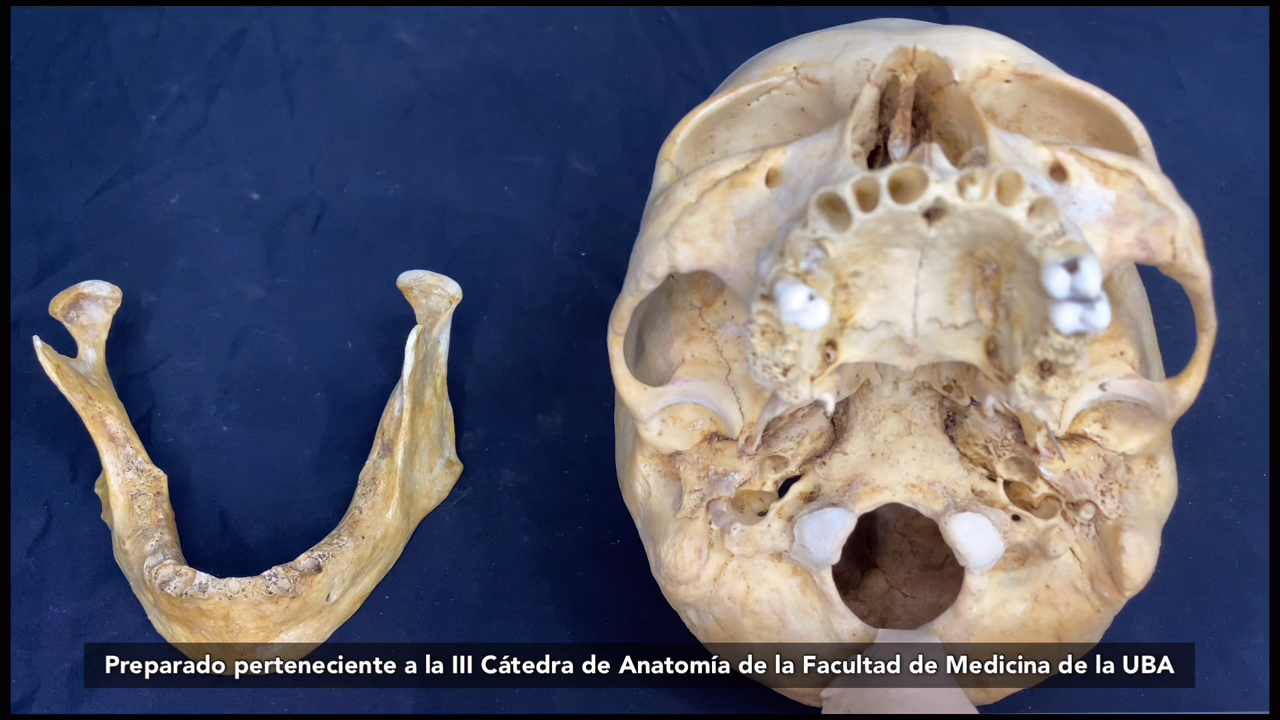 Preparado perteneciente a la III Cátedra de Anatomía de la Facultad de Medicina de la UBA